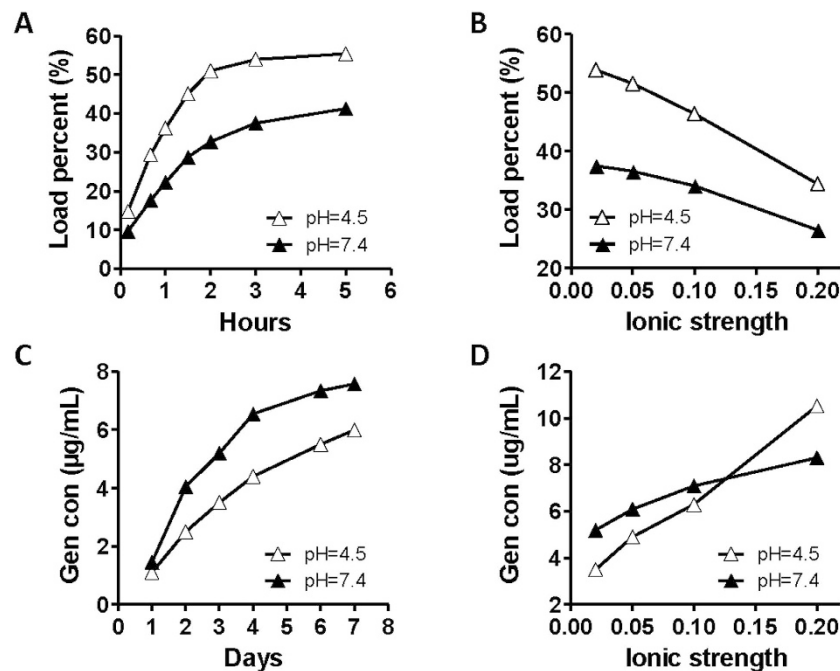 A
Load percent (%)
60
50
40
30
20
10
0
pH=4.5
pH=7.4
0 1 2 3 4 5 6
Hours
B
Load percent (%)
60
50
40
30
20
pH=4.5
pH=7.4
0.00 0.05 0.10 0.15 0.20
Ionic strength
C
Gen con (µg/mL)
8
6
4
2
0
pH=4.5
pH=7.4
0 1 2 3 4 5 6 7 8
Days
D
Gen con (ug/mL)
12
10
8
6
4
2
pH=4.5
pH=7.4
0.00 0.05 0.10 0.15 0.20
Ionic strength